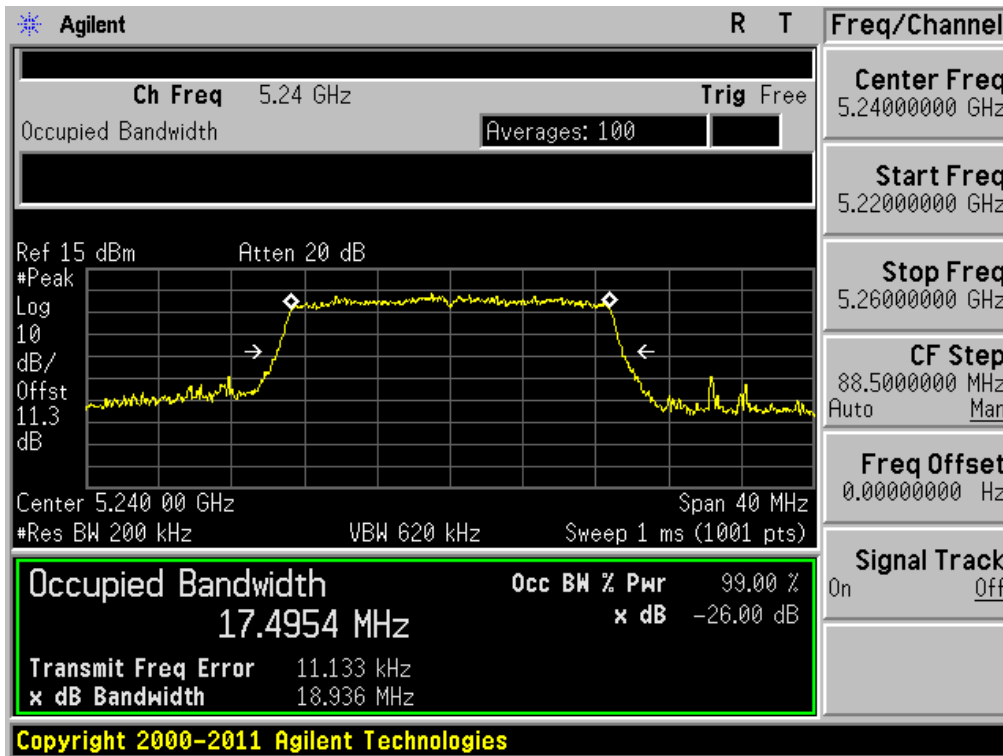 Agilent R T
Freq/Channel
Ch Freq 5.24 GHz Trig Free
Occupied Bandwidth Averages: 100
Center Freq
5.24000000 GHz
Start Freq
5.22000000 GHz
Stop Freq
5.26000000 GHz
CF Step
88.5000000 MHz
Auto Man
Freq Offset
0.00000000 Hz
Signal Track
On Off
Ref 15 dBm Atten 20 dB
#Peak
Log
10
dB/
Offst
11.3
dB
Center 5.240 00 GHz Span 40 MHz
#Res BW 200 kHz VBW 620 kHz Sweep 1 ms (1001 pts)
Occupied Bandwidth Occ BW % Pwr 99.00 %
17.4954 MHz x dB -26.00 dB
Transmit Freq Error 11.133 kHz
x dB Bandwidth 18.936 MHz
Copyright 2000-2011 Agilent Technologies